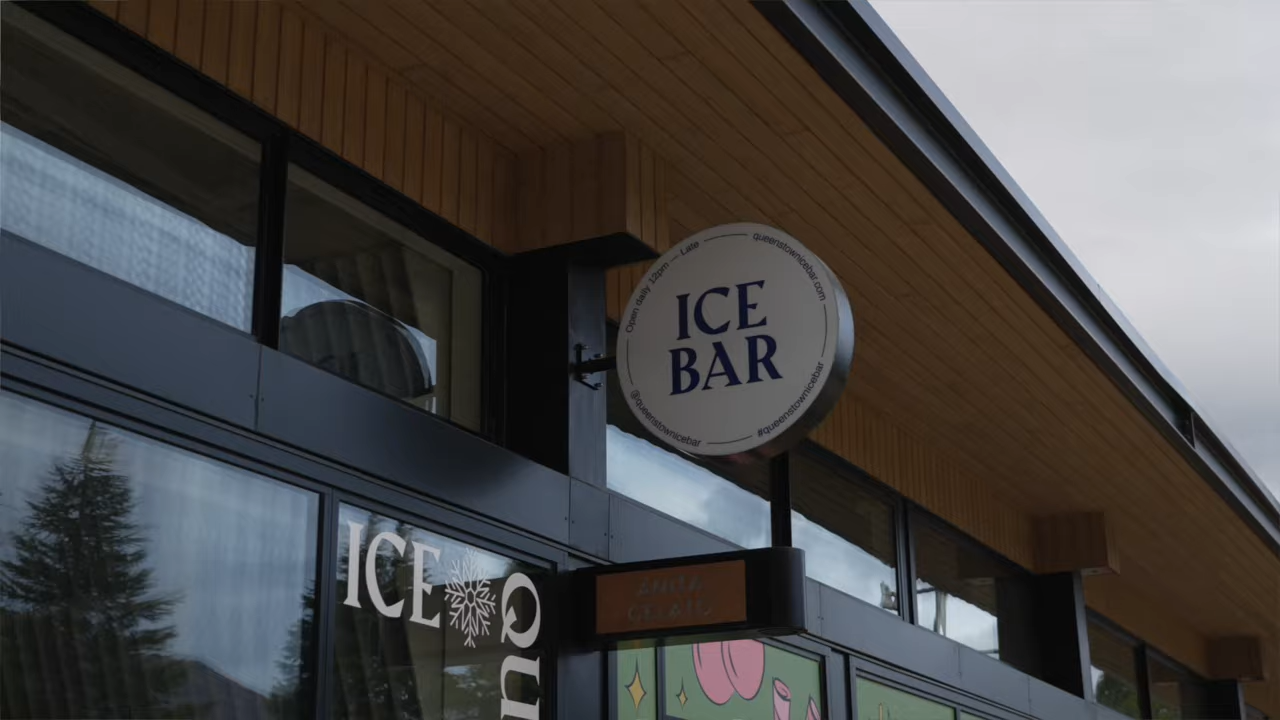 Open daily 12pm — Late
queenstownicebar.com
ICE
BAR
@queenstownicebar
#queenstownicebar
ICE
QU